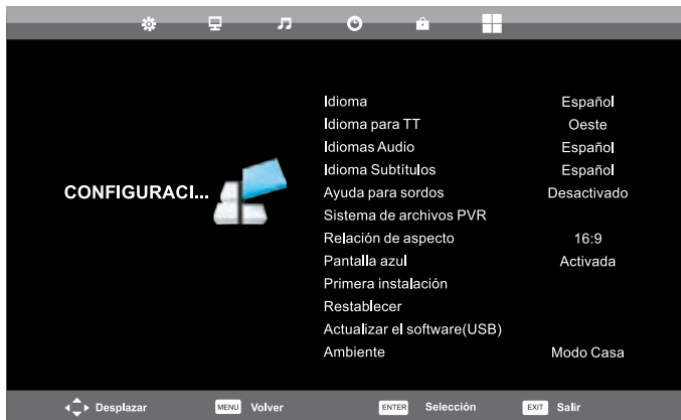 CONFIGURACI...
Idioma Español
Idioma para TT Oeste
Idiomas Audio Español
Idioma Subtítulos Español
Ayuda para sordos Desactivado
Sistema de archivos PVR
Relación de aspecto 16:9
Pantalla azul Activada
Primera instalación
Restablecer
Actualizar el software(USB)
Ambiente Modo Casa
Desplazar MENU Volver ENTER Selección EXIT Salir